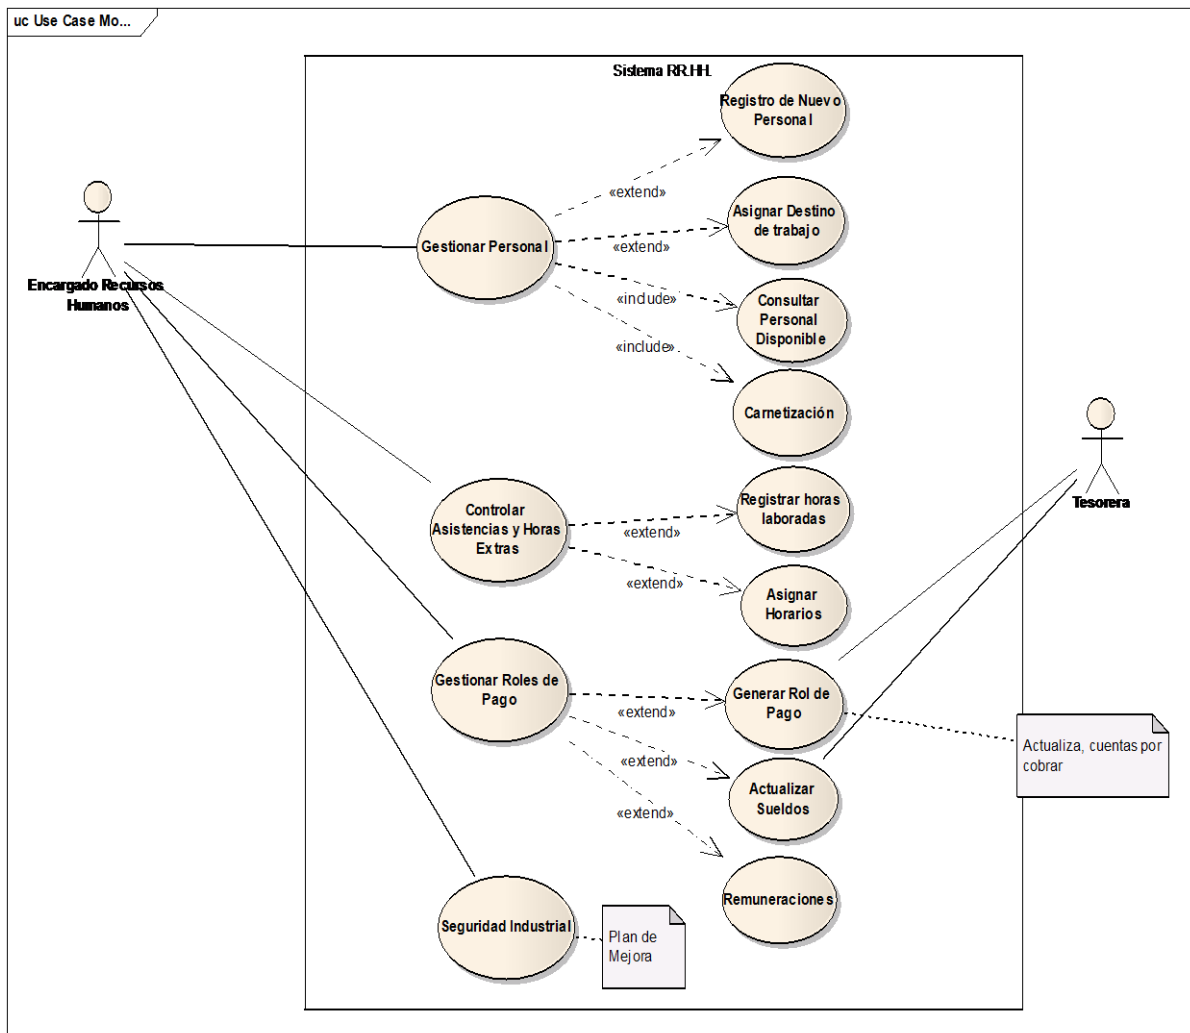 uc Use Case Mo...
Sistema RR.HH.
Registro de Nuevo
Personal
«extend»
Asignar Destino
de trabajo
Gestionar Personal
«extend»
Encargado Recursos
Humanos
Consultar
Personal
Disponible
«include»
«include»
Carnetización
Controlar
Asistencias y Horas
Extras
Registrar horas
laboradas
«extend»
Tesorera
«extend»
Asignar
Horarios
Gestionar Roles de
Pago
Generar Rol de
Pago
«extend»
Actualiza, cuentas por
cobrar
«extend»
Actualizar
Sueldos
«extend»
Remuneraciones
Seguridad Industrial
Plan de
Mejora